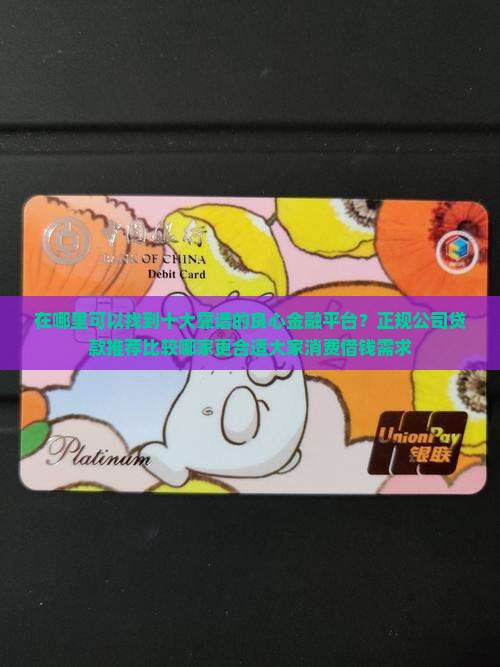 中国银行
BANK OF CHINA
Debit Card
在哪里可以找到十大靠谱的良心金融平台？正规公司贷
款推荐比较哪家更合适大家消费借钱需求
Platinum
UnionPay
银联